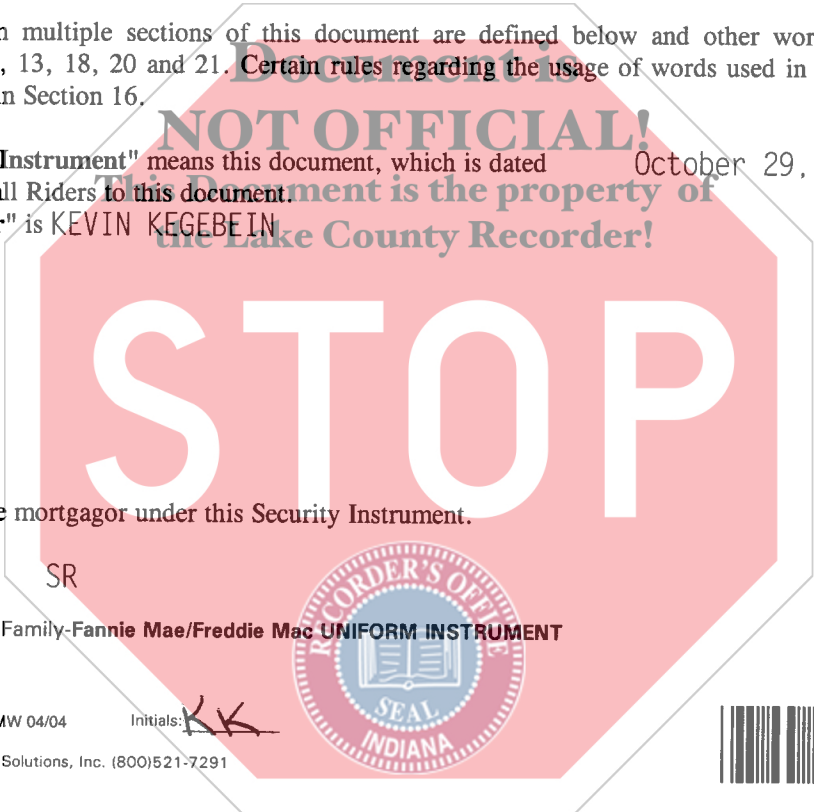 multiple sections of this document are defined below and other
, 13, 18, 20 and 21. Certain rules regarding the usage of words used in
in Section 16.
Document is
NOT OFFICIAL!
This Document is the property of
the Lake County Recorder!
Instrument" means this document, which is dated October 29,
all Riders to this document.
" is KEVIN KEGEBEIN
STOP
mortgagor under this Security Instrument.
SR
Family-Fannie Mae/Freddie Mac UNIFORM INSTRUMENT
RECORDER'S OFFICE
SEAL
INDIANA
MW 04/04 Initials: KK
Solutions, Inc. (800)521-7291